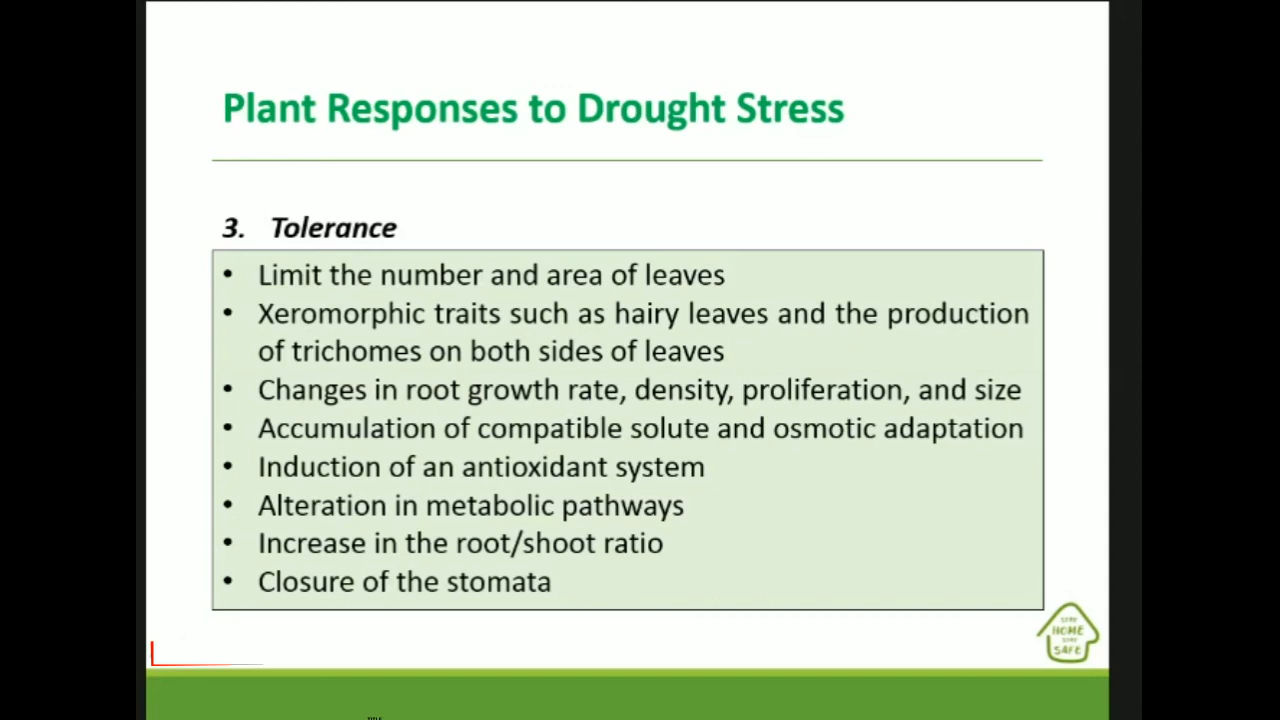 Plant Responses to Drought Stress
3. Tolerance
• Limit the number and area of leaves
• Xeromorphic traits such as hairy leaves and the production
of trichomes on both sides of leaves
• Changes in root growth rate, density, proliferation, and size
• Accumulation of compatible solute and osmotic adaptation
• Induction of an antioxidant system
• Alteration in metabolic pathways
• Increase in the root/shoot ratio
• Closure of the stomata
STAY
HOME
STAY
SAFE